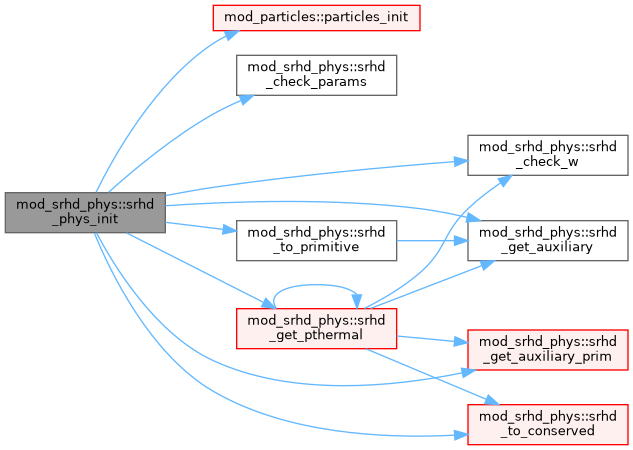 mod_particles::particles_init
mod_srhd_phys::srhd
_check_params
mod_srhd_phys::srhd
_check_w
mod_srhd_phys::srhd
_phys_init
mod_srhd_phys::srhd
_to_primitive
mod_srhd_phys::srhd
_get_auxiliary
mod_srhd_phys::srhd
_get_pthermal
mod_srhd_phys::srhd
_get_auxiliary_prim
mod_srhd_phys::srhd
_to_conserved